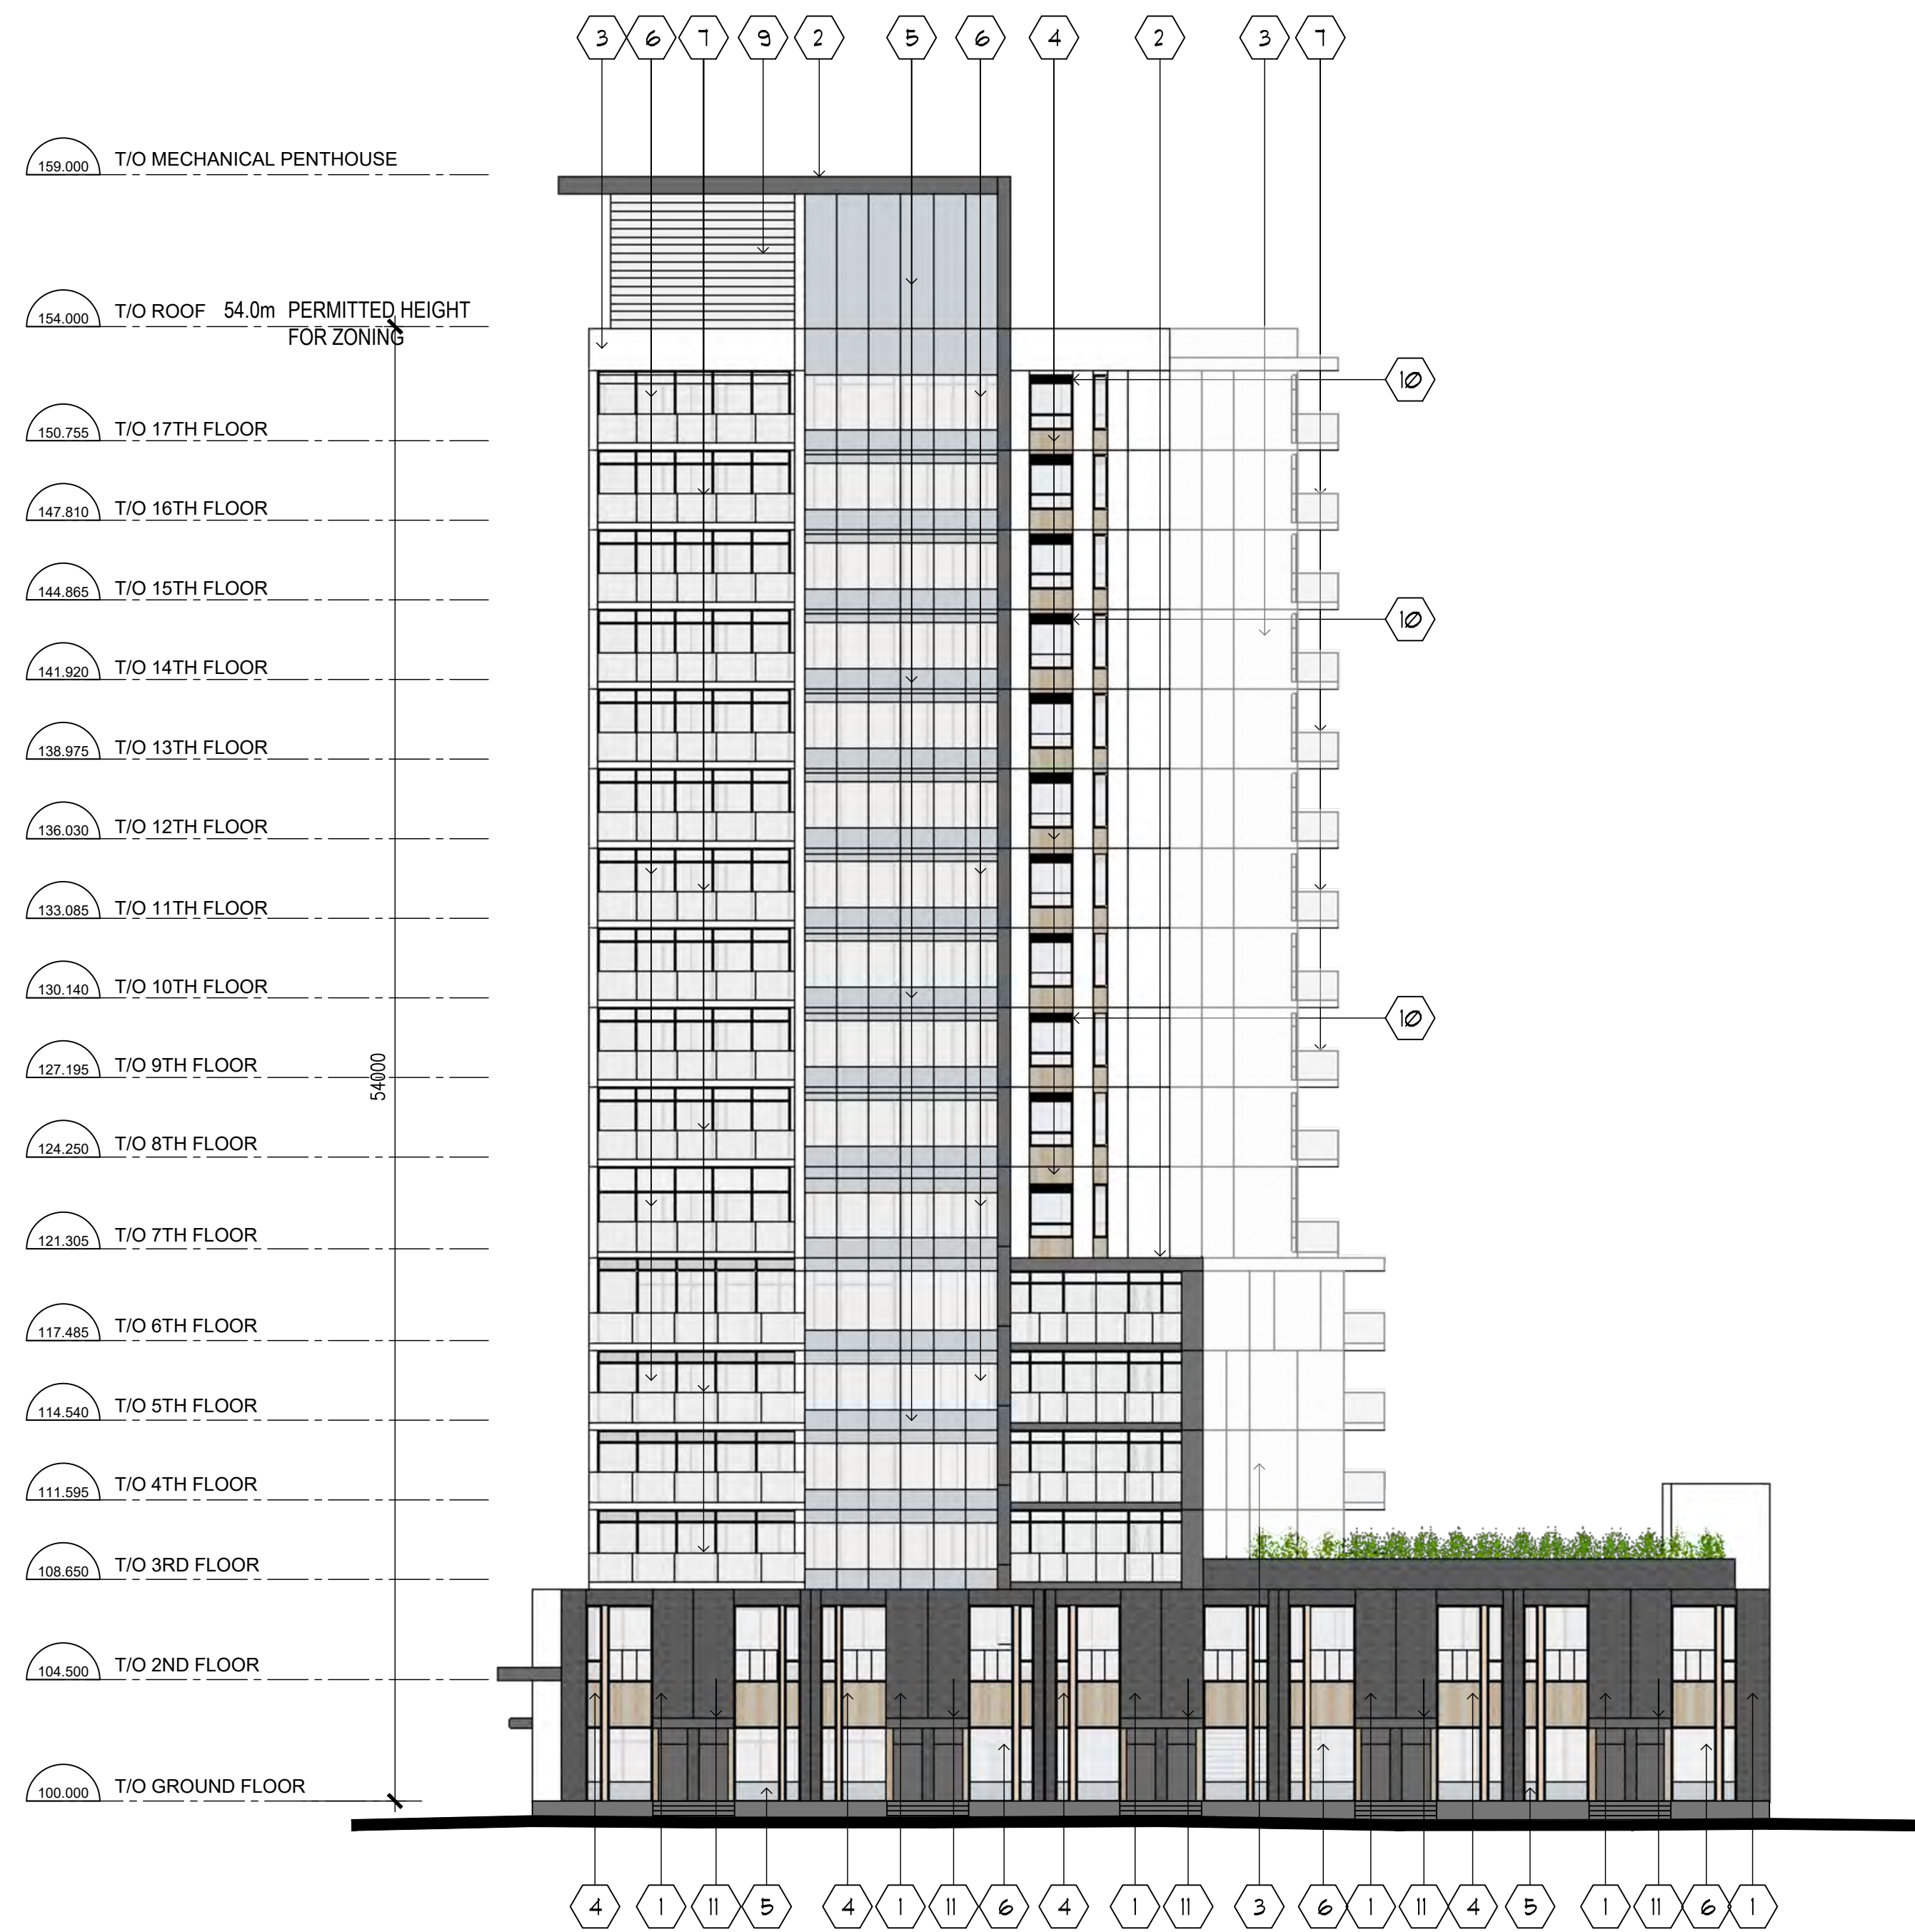 3 6 7 9 2 5 6 4 2 3 7
159.000 T/O MECHANICAL PENTHOUSE
154.000 T/O ROOF 54.0m PERMITTED HEIGHT
FOR ZONING
10
150.755 T/O 17TH FLOOR
147.810 T/O 16TH FLOOR
144.865 T/O 15TH FLOOR
10
141.920 T/O 14TH FLOOR
138.975 T/O 13TH FLOOR
136.030 T/O 12TH FLOOR
133.085 T/O 11TH FLOOR
130.140 T/O 10TH FLOOR
10
127.195 T/O 9TH FLOOR
54000
124.250 T/O 8TH FLOOR
121.305 T/O 7TH FLOOR
117.485 T/O 6TH FLOOR
114.540 T/O 5TH FLOOR
111.595 T/O 4TH FLOOR
108.650 T/O 3RD FLOOR
104.500 T/O 2ND FLOOR
100.000 T/O GROUND FLOOR
4 1 11 5 4 1 11 6 4 1 11 3 6 1 11 4 5 1 11 6 1